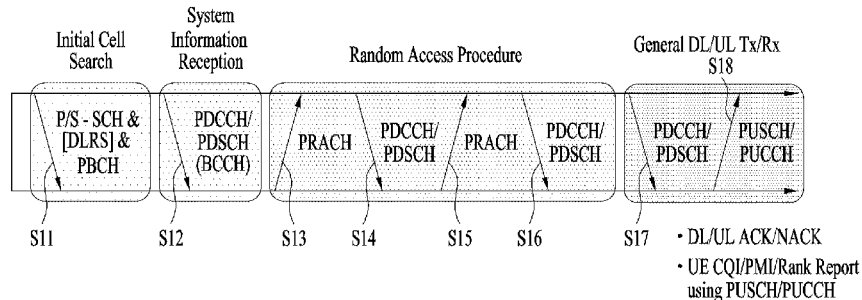 Initial Cell
Search
System
Information
Reception
Random Access Procedure
General DL/UL Tx/Rx
S18
P/S - SCH &
[DLRS] &
PBCH
PDCCH/
PDSCH
(BCCH)
PRACH
PDCCH/
PDSCH
PRACH
PDCCH/
PDSCH
PDCCH/
PDSCH
PUSCH/
PUCCH
S11
S12
S13
S14
S15
S16
S17
• DL/UL ACK/NACK
• UE CQI/PMI/Rank Report
using PUSCH/PUCCH